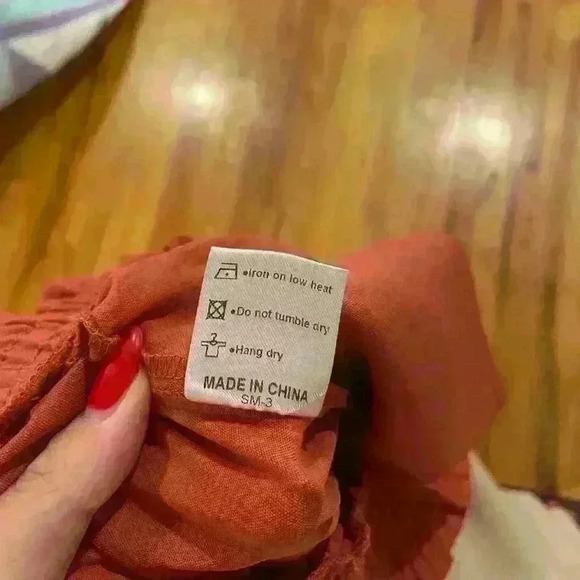 •Iron on low heat
•Do not tumble dry
•Hang dry
MADE IN CHINA
SM-3